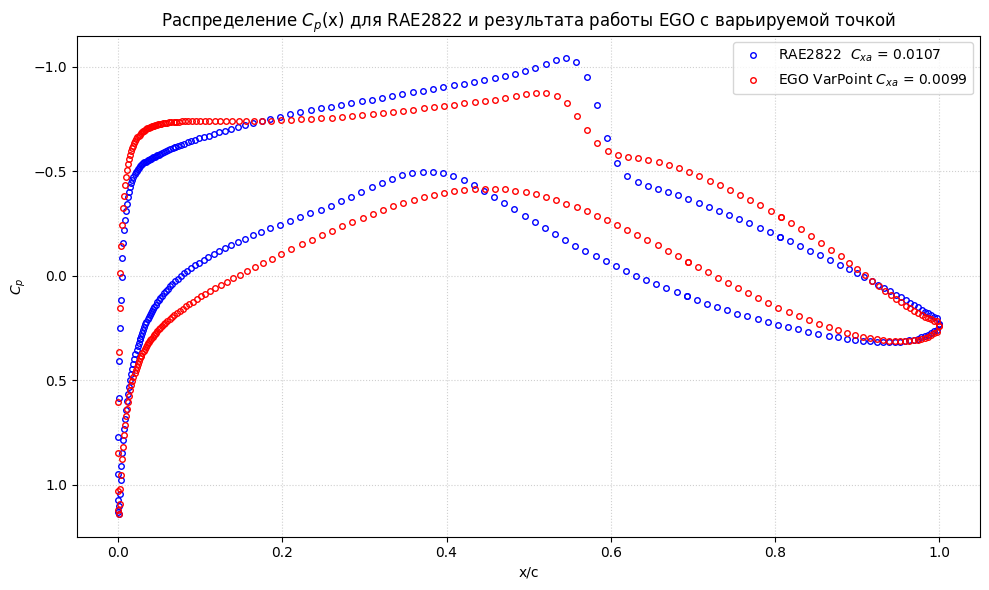 Распределение C_p(x) для RAE2822 и результата работы EGO с варьируемой точкой
RAE2822 C_xa = 0.0107
EGO VarPoint C_xa = 0.0099
−1.0
−0.5
0.0
0.5
1.0
C_p
0.0 0.2 0.4 0.6 0.8 1.0
x/c